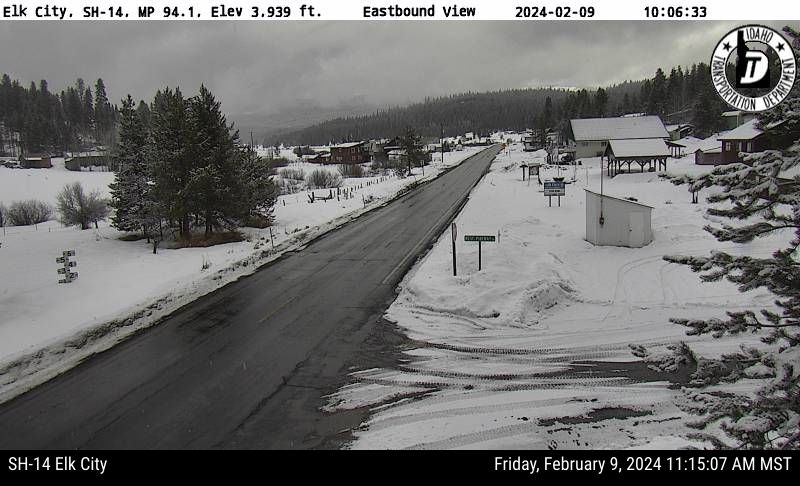 Elk City, SH-14, MP 94.1, Elev 3,939 ft. Eastbound View 2024-02-09 10:06:33
IDAHO
TRANSPORTATION DEPARTMENT
SH-14 Elk City Friday, February 9, 2024 11:15:07 AM MST